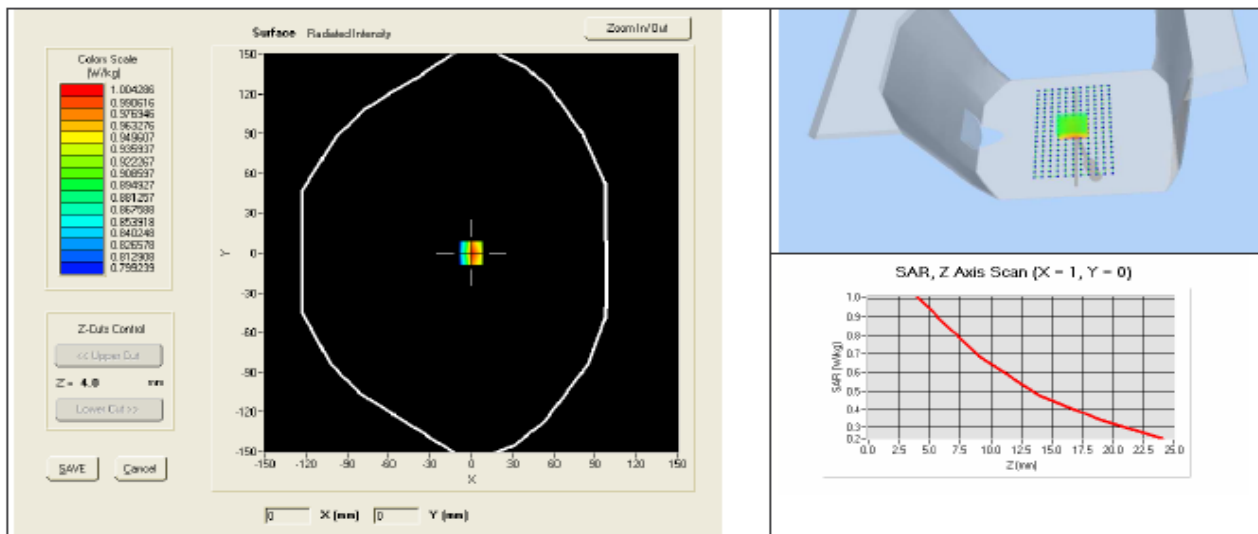 Surface Radiated Intensity
Zoom In/Out
Colors Scale
[W/kg]
1.004286
0.990616
0.976946
0.963276
0.949607
0.935937
0.922267
0.908597
0.894927
0.881257
0.867588
0.853918
0.840248
0.826578
0.812908
0.799239
Z-Cuts Control
<< Upper Cut
Z = 4.0 mm
Lower Cut >>
SAVE Cancel
150
120
90
60
30
Y 0
-30
-60
-90
-120
-150
-150 -120 -90 -60 -30 0 30 60 90 120 150
X
0 X (mm) 0 Y (mm)
SAR, Z Axis Scan (X = 1, Y = 0)
SAR (W/kg)
1.0
0.9
0.8
0.7
0.6
0.5
0.4
0.3
0.2
0.0 2.5 5.0 7.5 10.0 12.5 15.0 17.5 20.0 22.5 25.0
Z (mm)